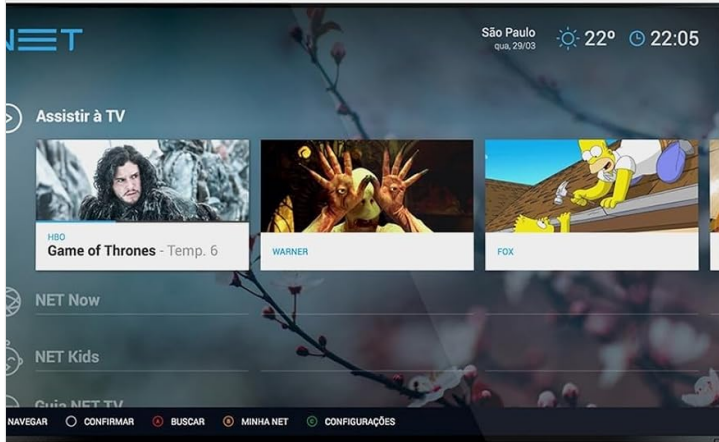 NET
São Paulo
qua, 29/03
22º
22:05
Assistir à TV
HBO
Game of Thrones - Temp. 6
WARNER
FOX
NET Now
NET Kids
Guia NET TV
NAVEGAR
CONFIRMAR
A BUSCAR
B MINHA NET
C CONFIGURAÇÕES